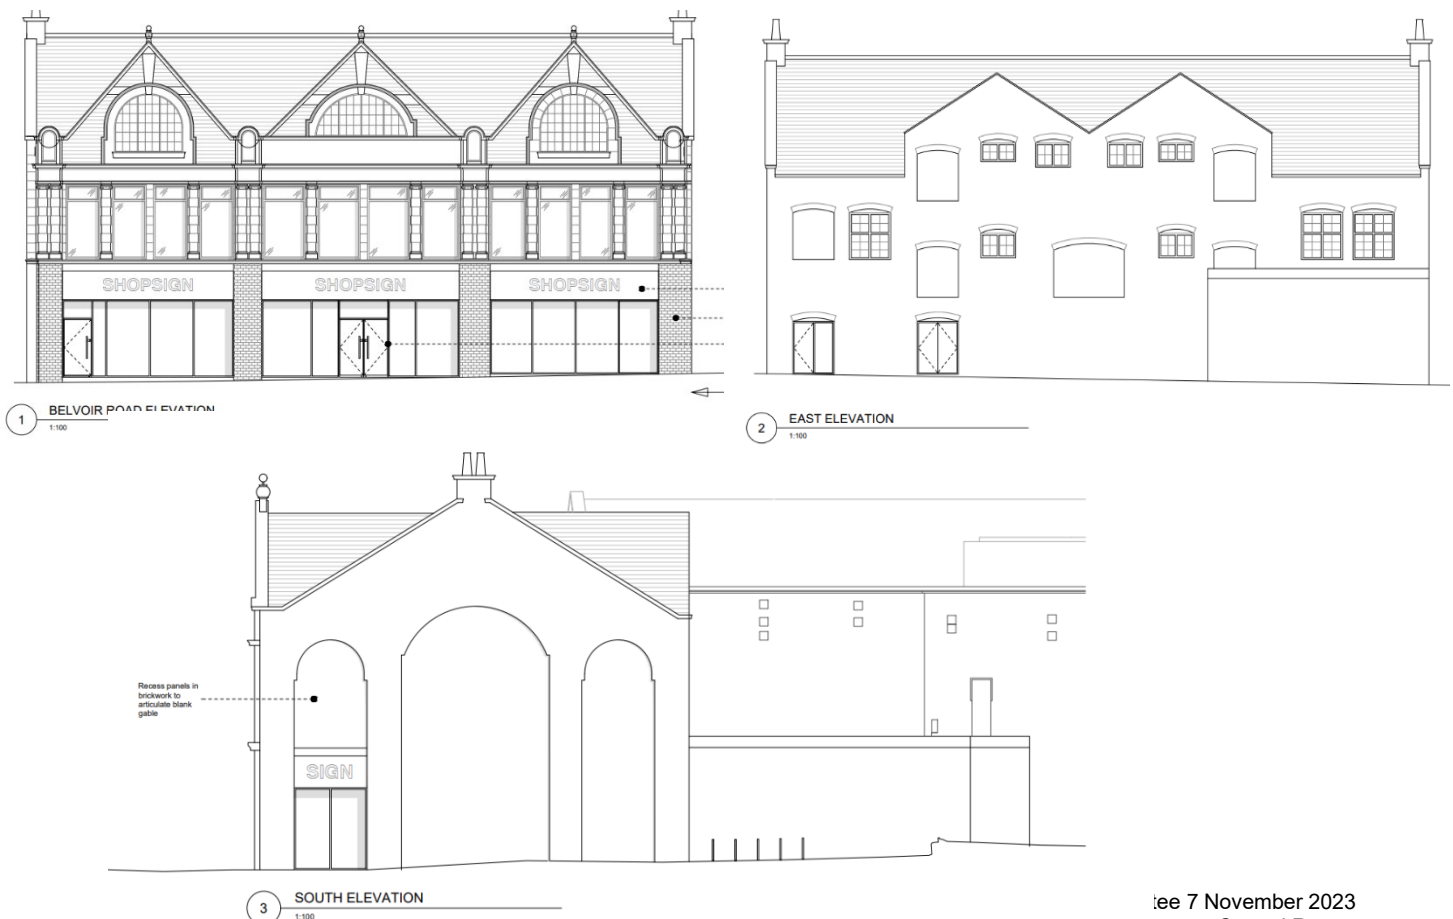 SHOPSIGN SHOPSIGN SHOPSIGN
1 BELVOIR ROAD ELEVATION
1:100
2 EAST ELEVATION
1:100
Recess panels in
brickwork to
articulate blank
gable
SIGN
3 SOUTH ELEVATION
1:100
tee 7 November 2023